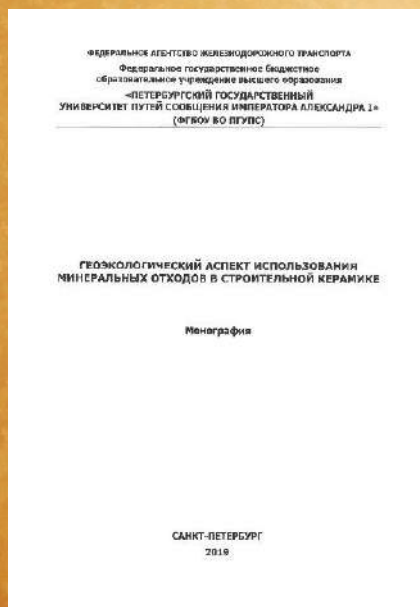 ФЕДЕРАЛЬНОЕ АГЕНТСТВО ЖЕЛЕЗНОДОРОЖНОГО ТРАНСПОРТА
Федеральное государственное бюджетное
образовательное учреждение высшего образования
«ПЕТЕРБУРГСКИЙ ГОСУДАРСТВЕННЫЙ
УНИВЕРСИТЕТ ПУТЕЙ СООБЩЕНИЯ ИМПЕРАТОРА АЛЕКСАНДРА I»
(ФГБОУ ВО ПГУПС)
ГЕОЭКОЛОГИЧЕСКИЙ АСПЕКТ ИСПОЛЬЗОВАНИЯ
МИНЕРАЛЬНЫХ ОТХОДОВ В СТРОИТЕЛЬНОЙ КЕРАМИКЕ
Монография
САНКТ-ПЕТЕРБУРГ
2019